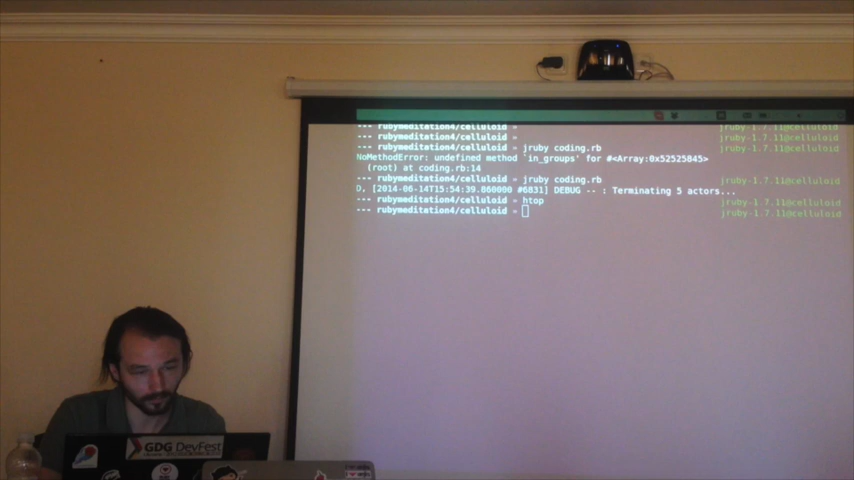 --- rubymeditation4/celluloid » jruby-1.7.11@celluloid
--- rubymeditation4/celluloid » jruby-1.7.11@celluloid
--- rubymeditation4/celluloid » jruby coding.rb jruby-1.7.11@celluloid
NoMethodError: undefined method `in_groups' for #<Array:0x52525845>
(root) at coding.rb:14
--- rubymeditation4/celluloid » jruby coding.rb jruby-1.7.11@celluloid
D, [2014-06-14T15:54:39.060000 #6831] DEBUG -- : Terminating 5 actors...
--- rubymeditation4/celluloid » htop jruby-1.7.11@celluloid
--- rubymeditation4/celluloid » jruby-1.7.11@celluloid
GDG DevFest